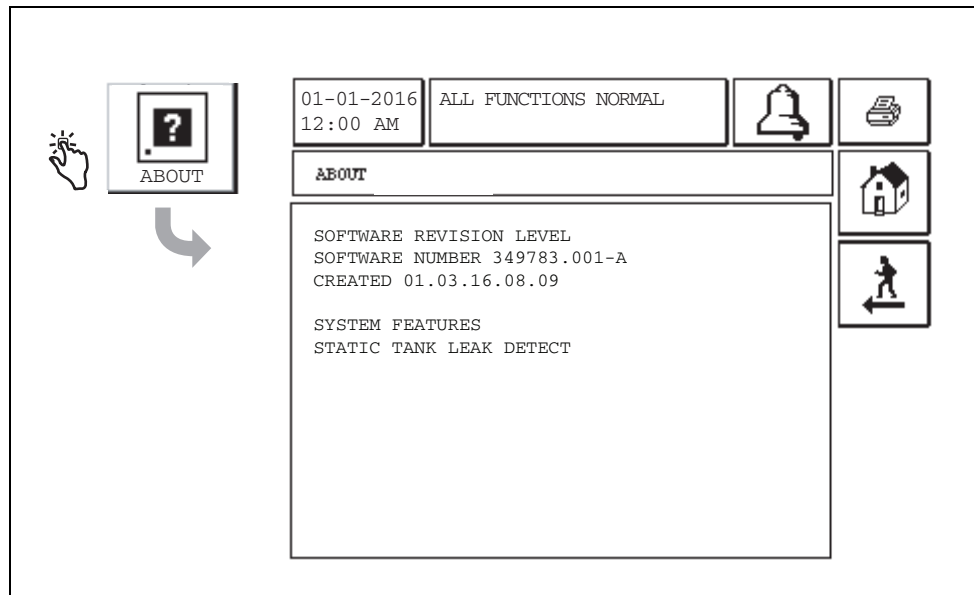 01-01-2016
12:00 AM
ALL FUNCTIONS NORMAL
?
ABOUT
ABOUT
SOFTWARE REVISION LEVEL
SOFTWARE NUMBER 349783.001-A
CREATED 01.03.16.08.09
SYSTEM FEATURES
STATIC TANK LEAK DETECT